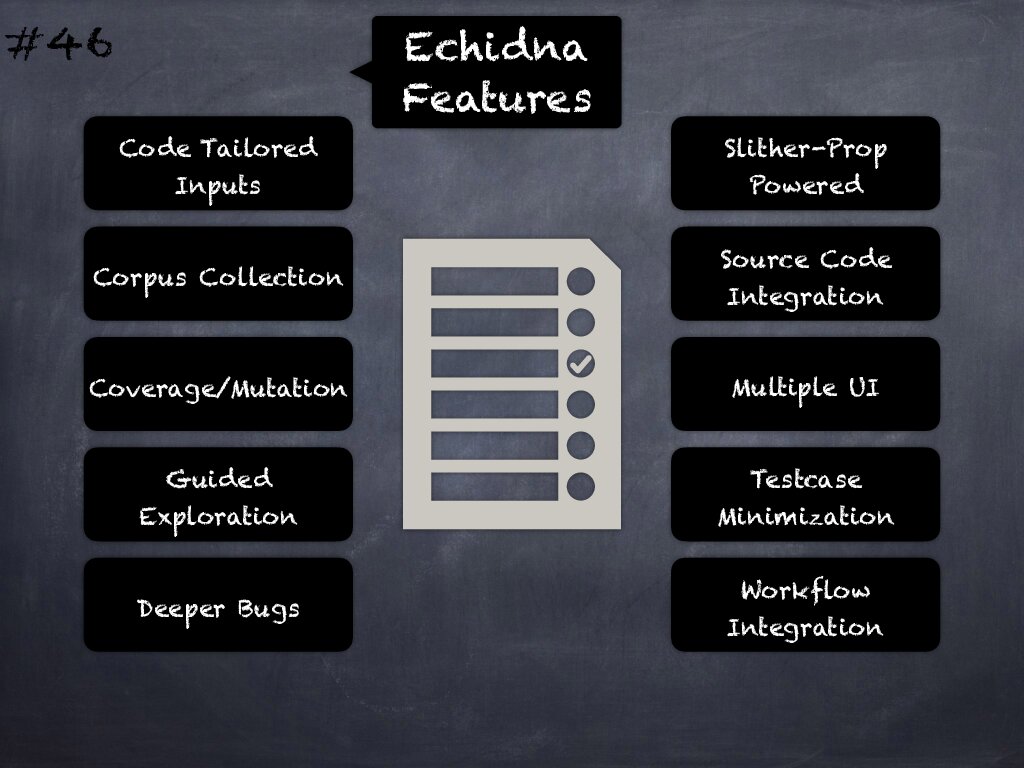 #46
Echidna
Features
Code Tailored
Inputs
Corpus Collection
Coverage/Mutation
Guided
Exploration
Deeper Bugs
Slither-Prop
Powered
Source Code
Integration
Multiple UI
Testcase
Minimization
Workflow
Integration